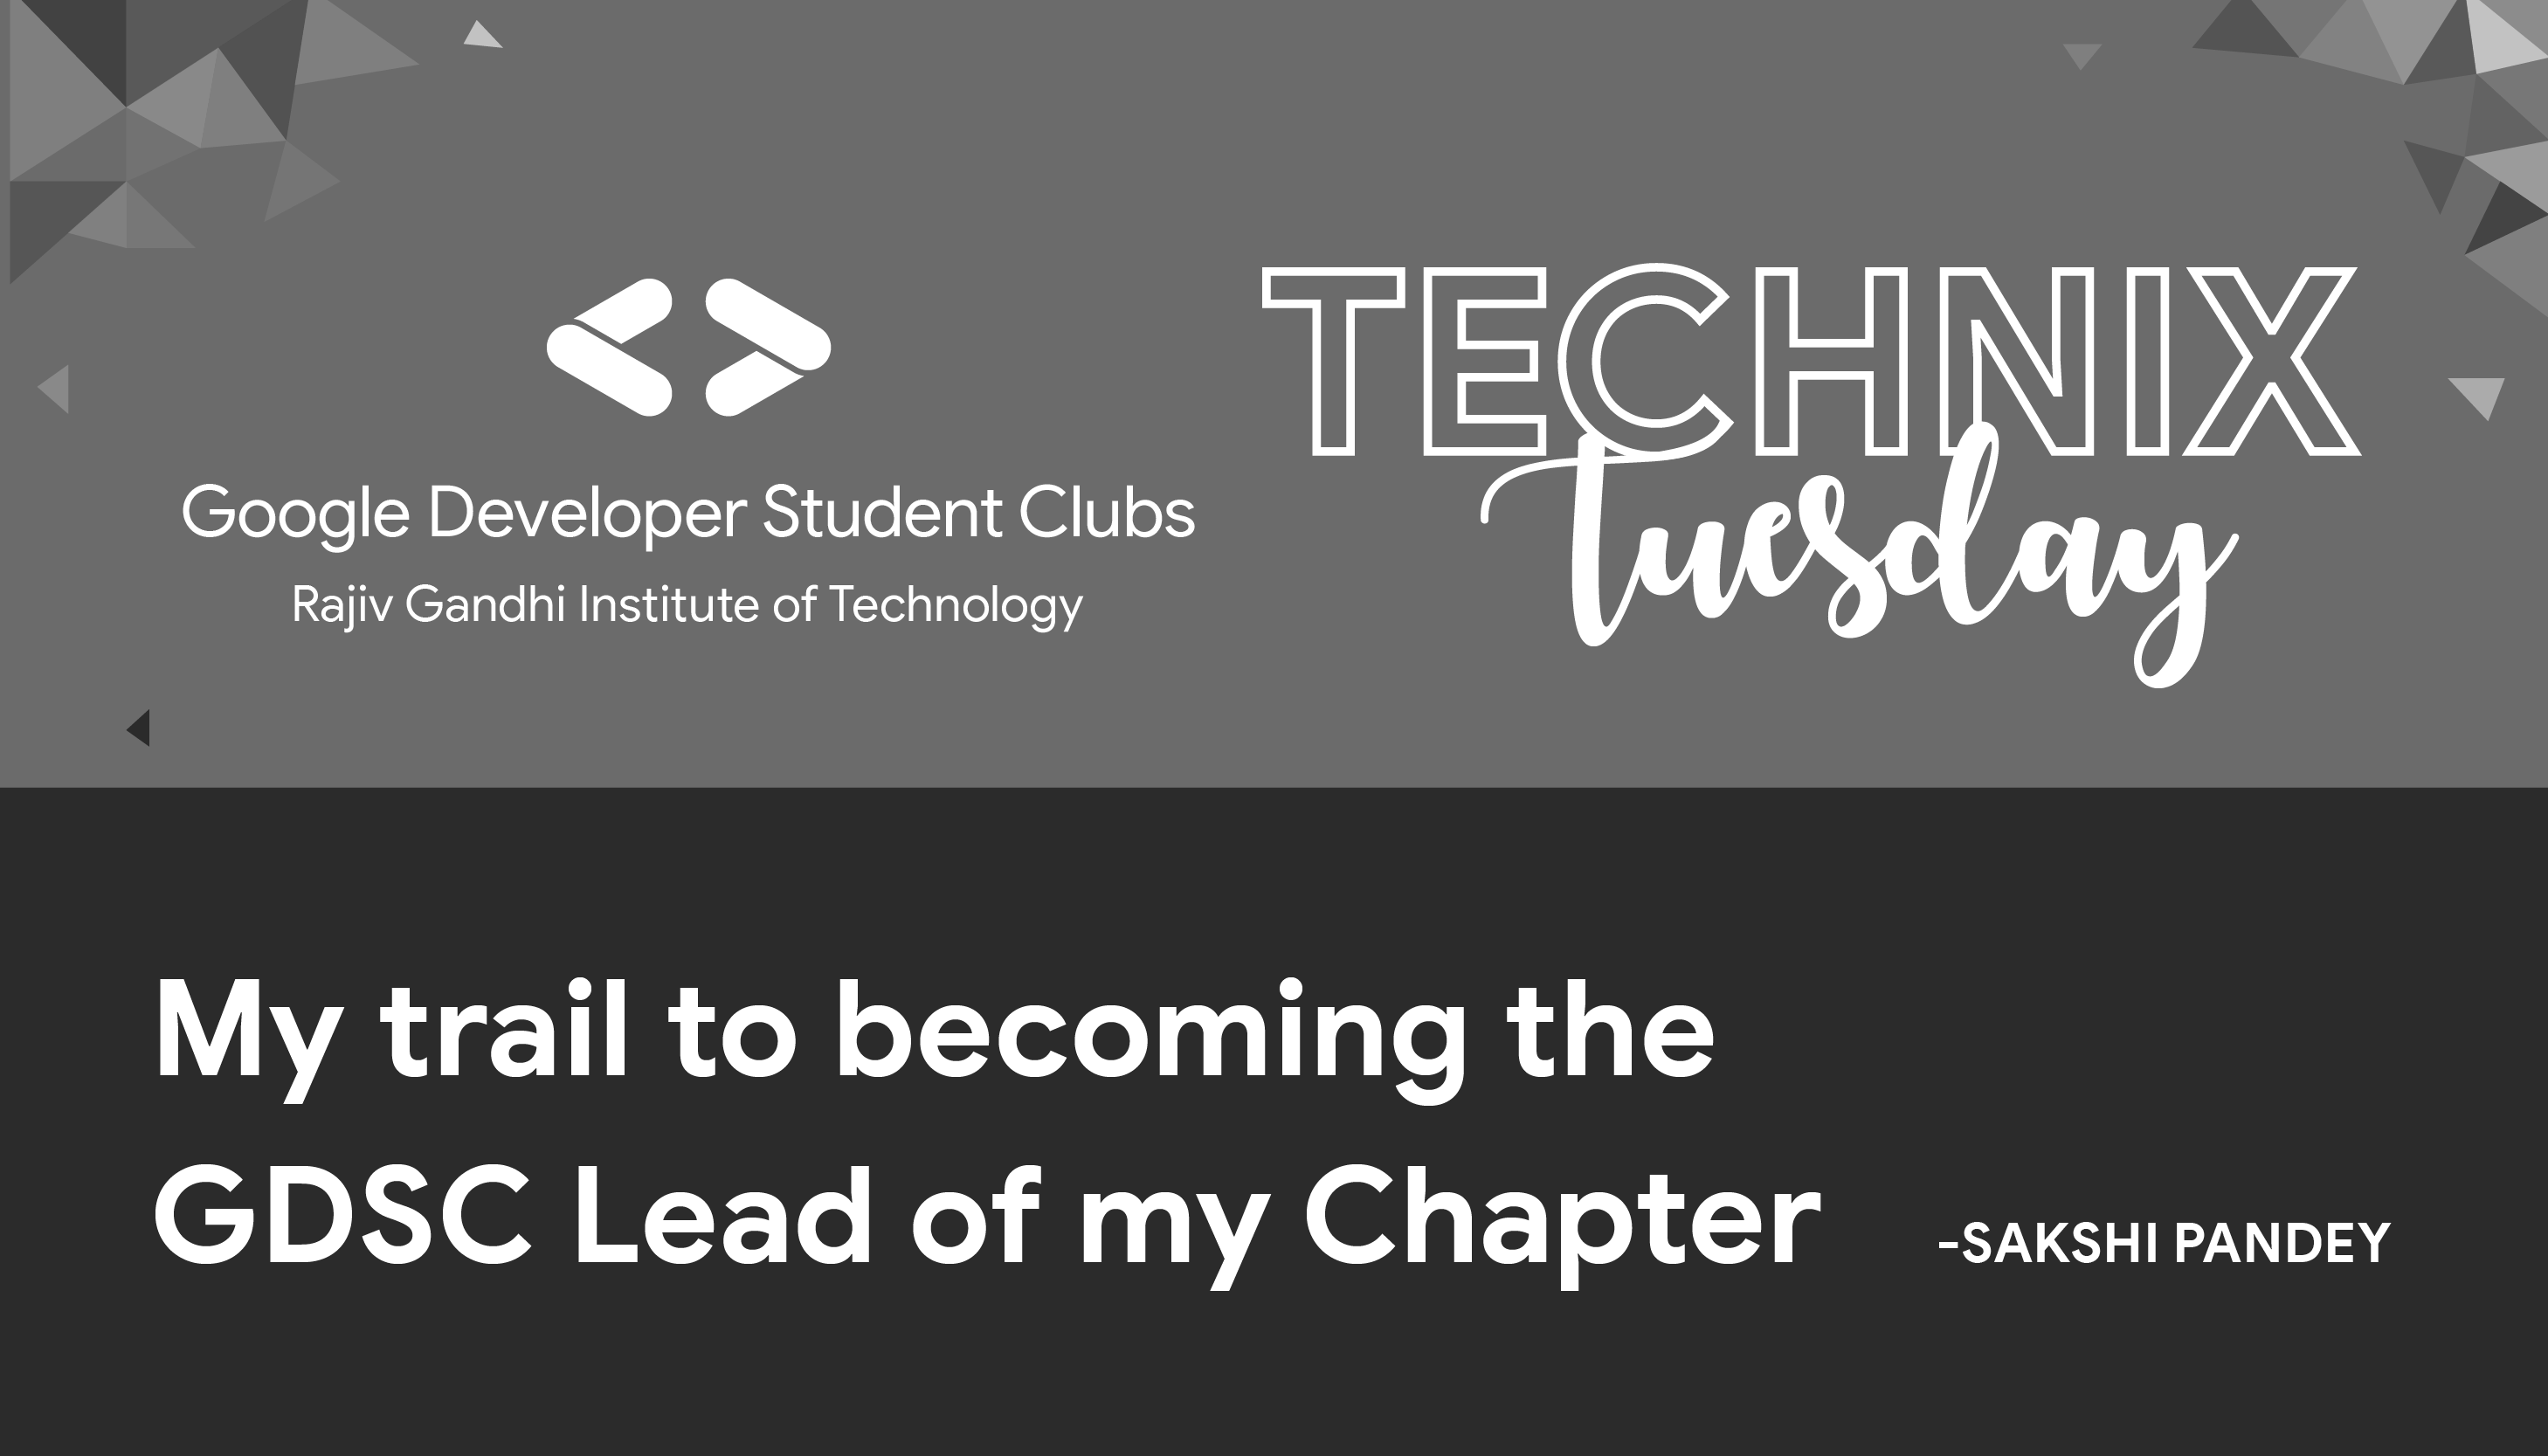 Google Developer Student Clubs
Rajiv Gandhi Institute of Technology
TECHNIX
Tuesday
My trail to becoming the
GDSC Lead of my Chapter
-SAKSHI PANDEY